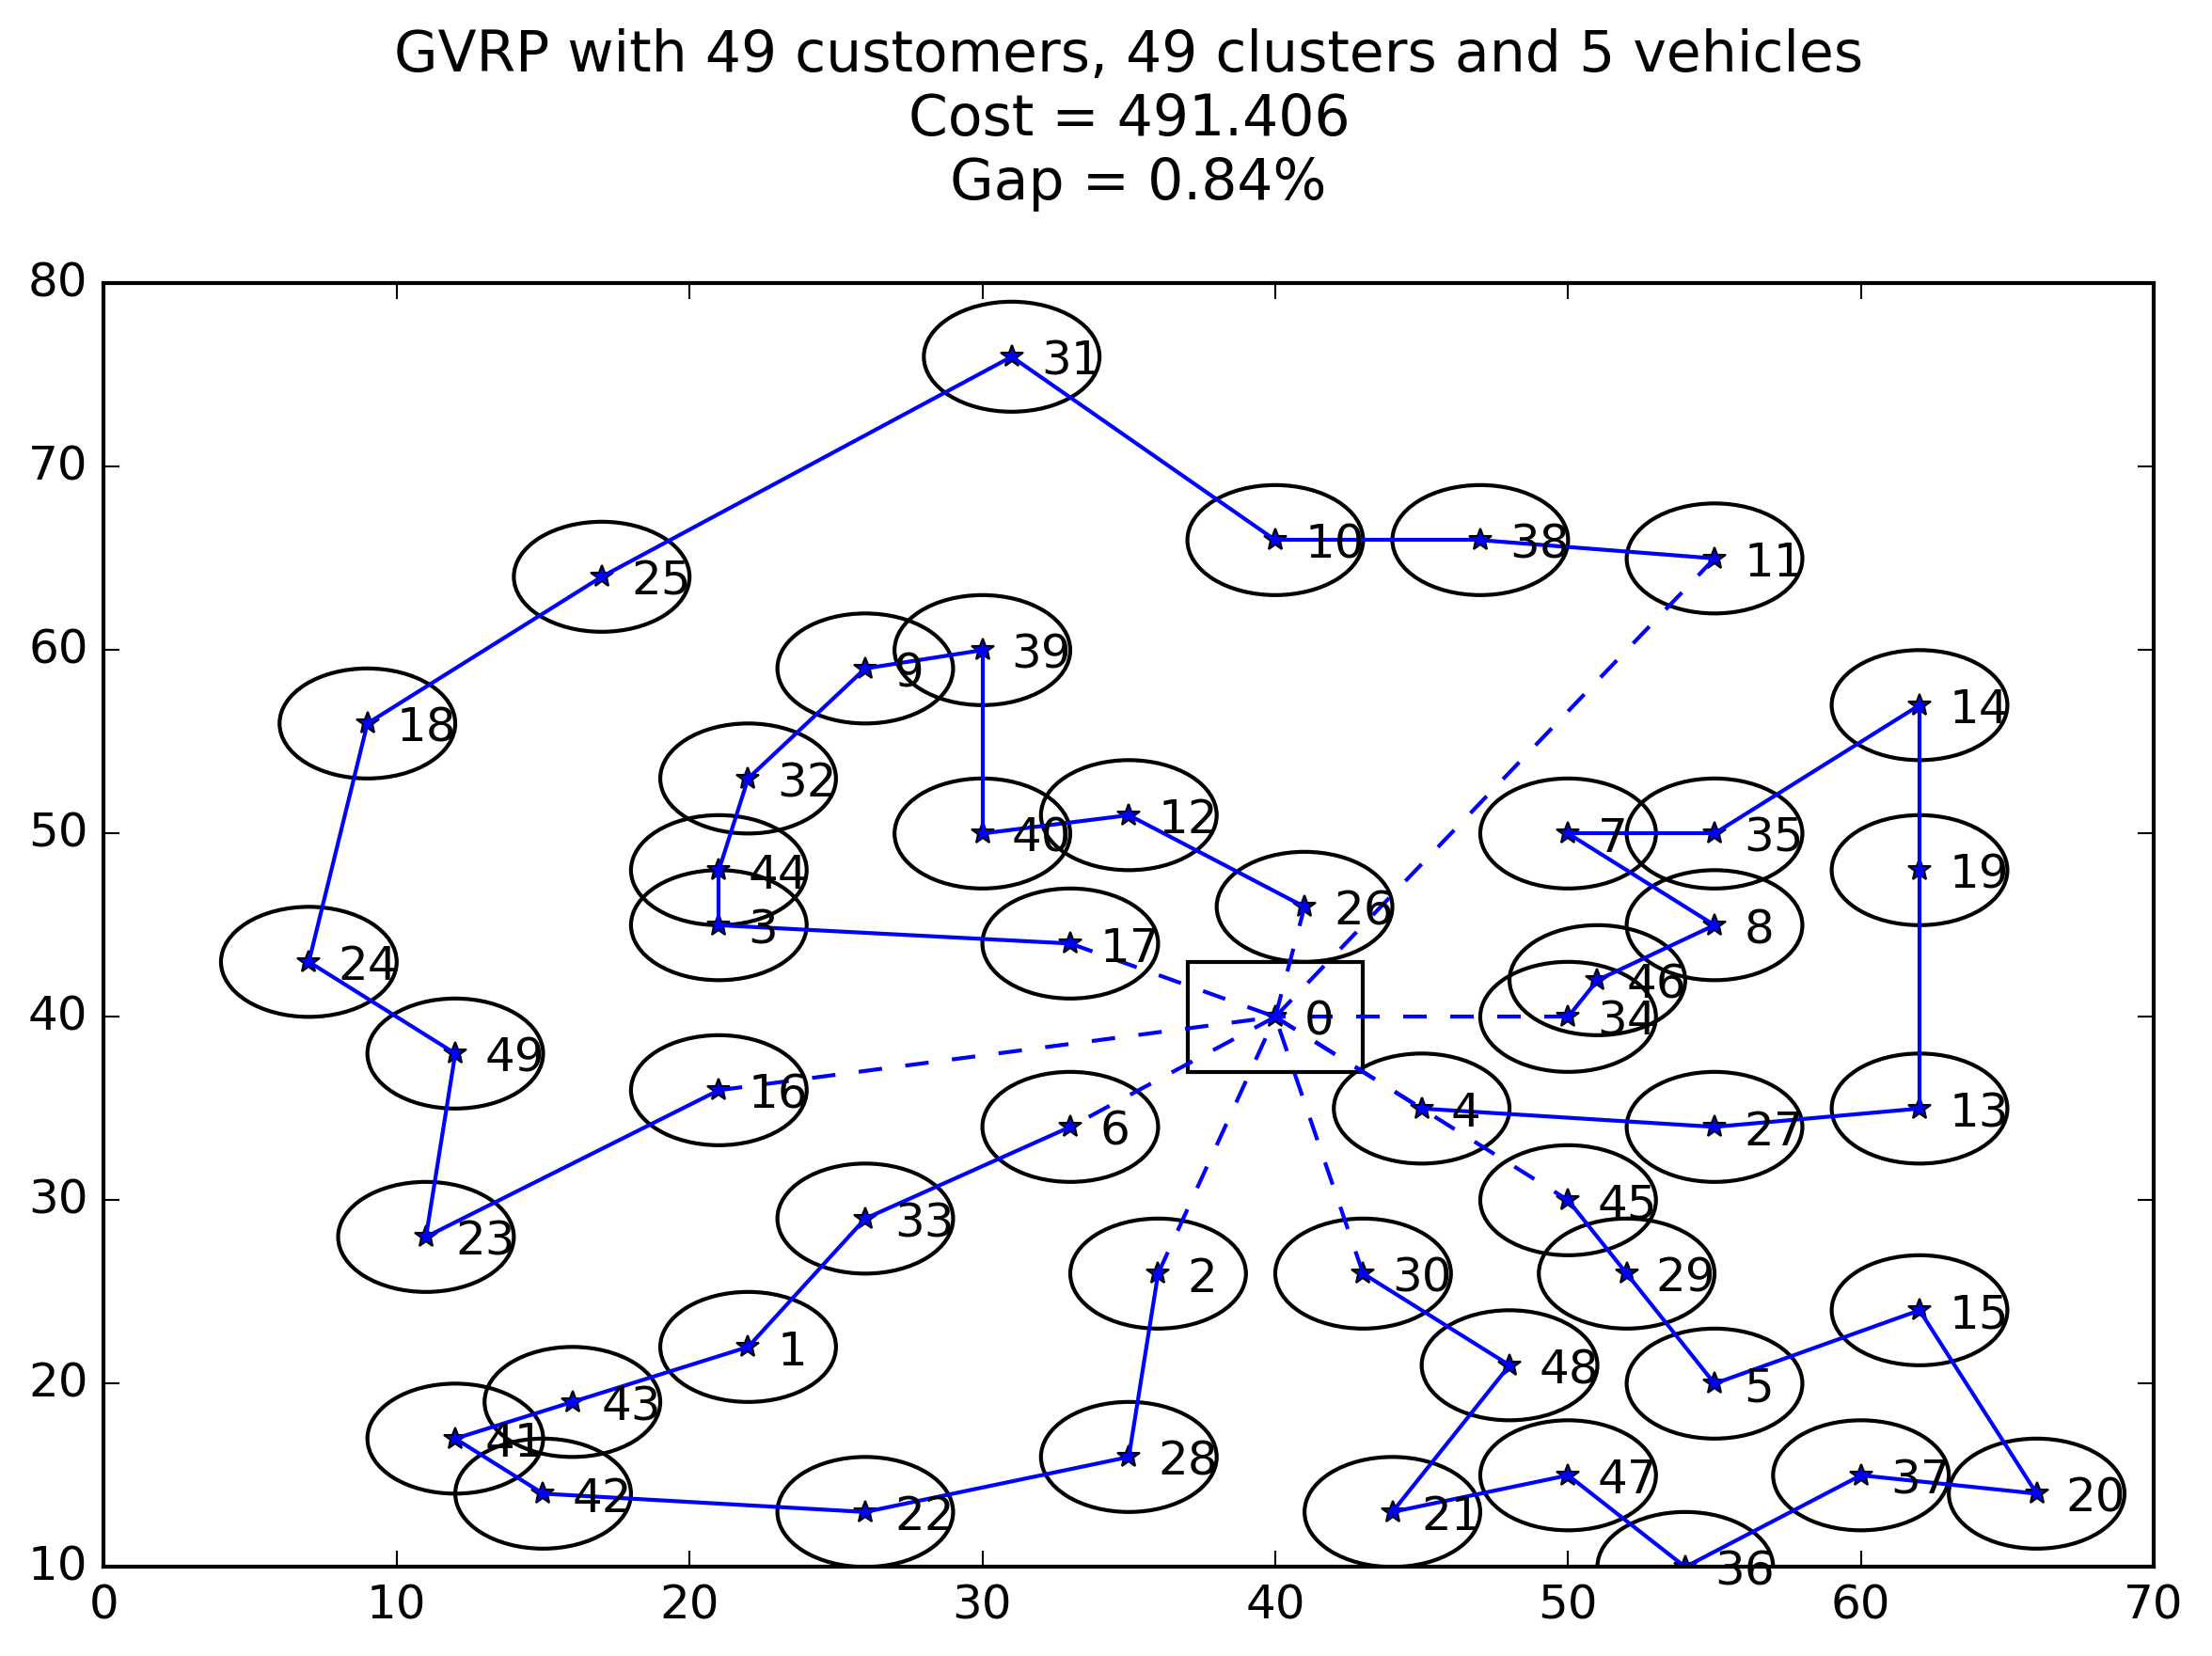 GVRP with 49 customers, 49 clusters and 5 vehicles
Cost = 491.406
Gap = 0.84%
80
31
70
10 38 11
25
60
39
9
14
18
32
12
50
40 7 35
44 19
3 26 8
17
24 46
40
0 34
49
16 6 4 27 13
30
45
33
23
2 30 29
15
1 48
20
43 5
41
28 47 37
42 22 21 20
10
36
0 10 20 30 40 50 60 70